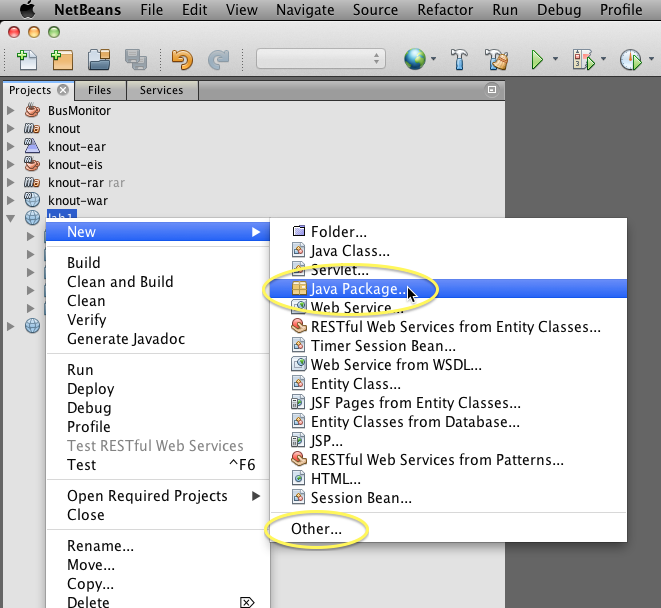 NetBeans File Edit View Navigate Source Refactor Run Debug Profile
Projects Files Services
BusMonitor
knout
knout-ear
knout-eis
knout-rar rar
knout-war
lab1
New
Build
Clean and Build
Clean
Verify
Generate Javadoc
Run
Deploy
Debug
Profile
Test RESTful Web Services
Test ^F6
Open Required Projects
Close
Rename...
Move...
Copy...
Delete
Folder...
Java Class...
Servlet...
Java Package...
Web Service...
RESTful Web Services from Entity Classes...
Timer Session Bean...
Web Service from WSDL...
Entity Class...
JSF Pages from Entity Classes...
Entity Classes from Database...
JSP...
RESTful Web Services from Patterns...
HTML...
Session Bean...
Other...